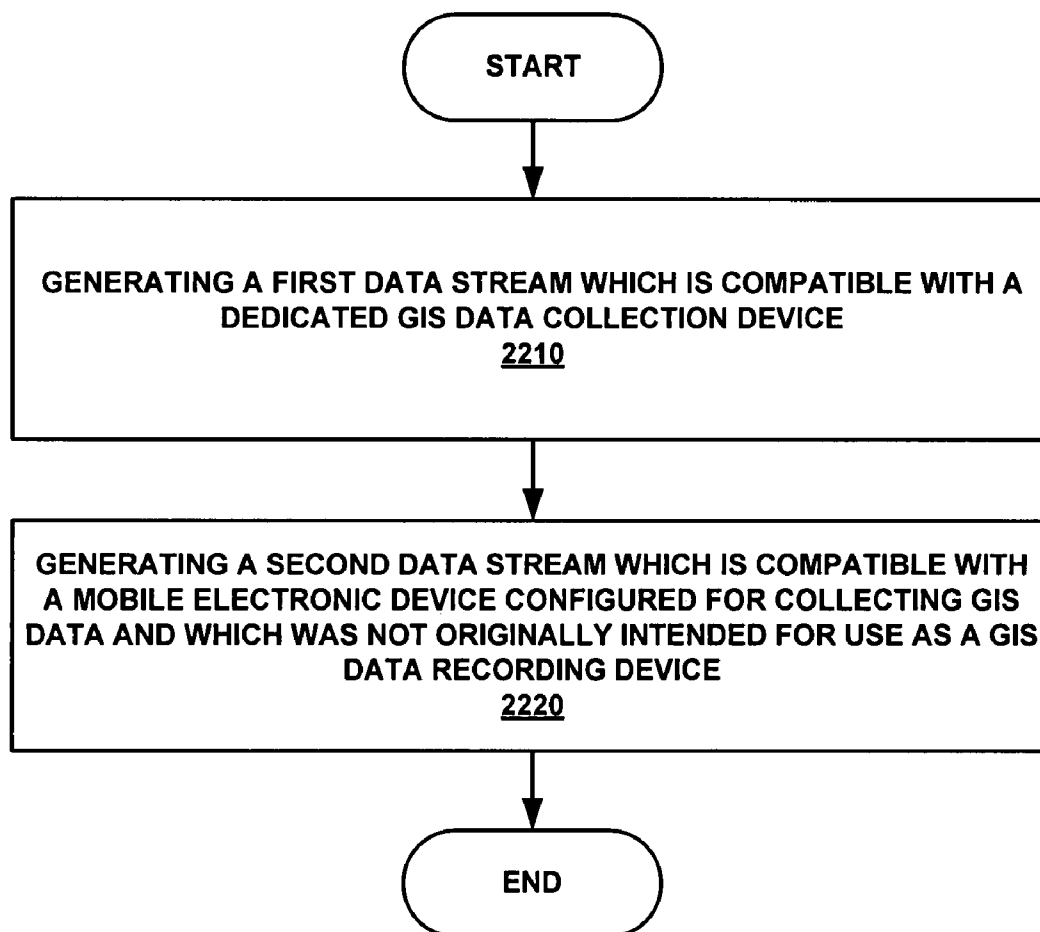 START
GENERATING A FIRST DATA STREAM WHICH IS COMPATIBLE WITH A
DEDICATED GIS DATA COLLECTION DEVICE
2210
GENERATING A SECOND DATA STREAM WHICH IS COMPATIBLE WITH
A MOBILE ELECTRONIC DEVICE CONFIGURED FOR COLLECTING GIS
DATA AND WHICH WAS NOT ORIGINALLY INTENDED FOR USE AS A GIS
DATA RECORDING DEVICE
2220
END